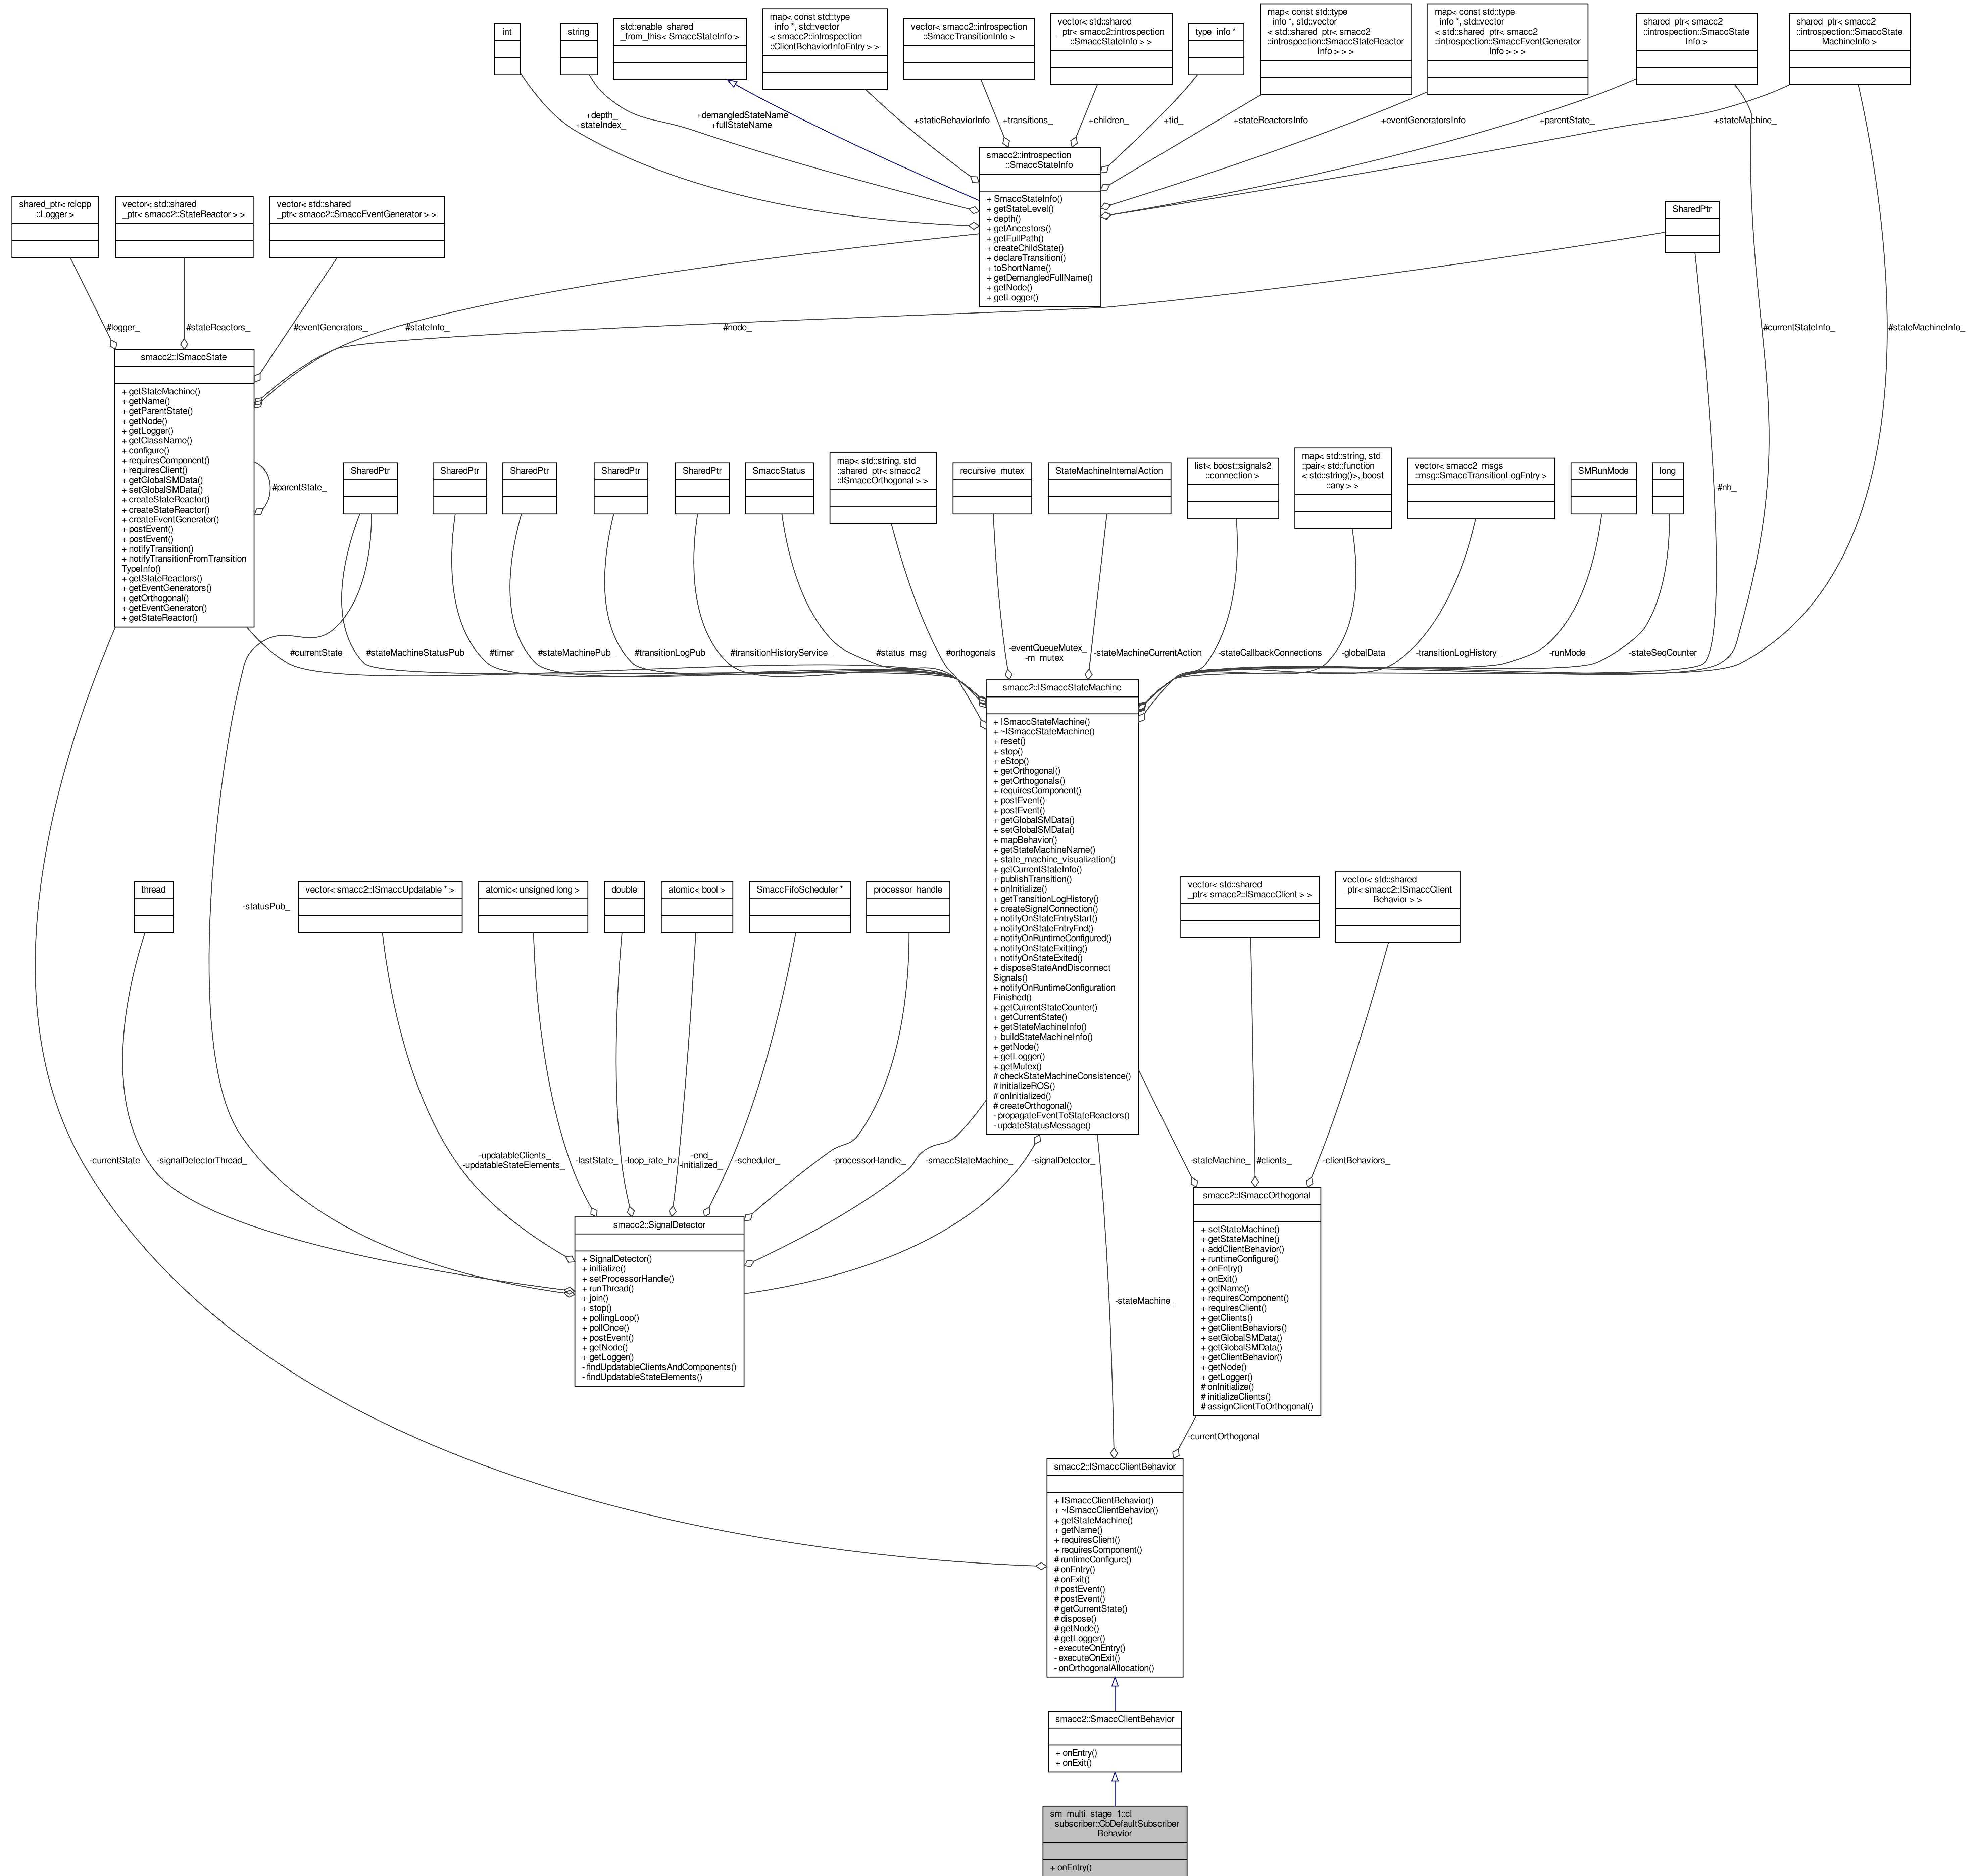 int
string
std::enable_shared
_from_this< SmaccStateInfo >
map< const std::type
_info *, std::vector
< smacc2::introspection
::ClientBehaviorInfoEntry > >
vector< smacc2::introspection
::SmaccTransitionInfo >
vector< std::shared
_ptr< smacc2::introspection
::SmaccStateInfo > >
type_info *
map< const std::type
_info *, std::vector
< std::shared_ptr< smacc2
::introspection::SmaccStateReactor
Info > > >
map< const std::type
_info *, std::vector
< std::shared_ptr< smacc2
::introspection::SmaccEventGenerator
Info > > >
shared_ptr< smacc2
::introspection::SmaccState
Info >
shared_ptr< smacc2
::introspection::SmaccState
MachineInfo >
+depth_
+stateIndex_
+demangledStateName
+fullStateName
+staticBehaviorInfo
+transitions_
+children_
+tid_
+stateReactorsInfo
+eventGeneratorsInfo
+parentState_
+stateMachine_
smacc2::introspection
::SmaccStateInfo
+ SmaccStateInfo()
+ getStateLevel()
+ depth()
+ getAncestors()
+ getFullPath()
+ createChildState()
+ declareTransition()
+ toShortName()
+ getDemangledFullName()
+ getNode()
+ getLogger()
shared_ptr< rclcpp
::Logger >
vector< std::shared
_ptr< smacc2::StateReactor > >
vector< std::shared
_ptr< smacc2::SmaccEventGenerator > >
SharedPtr
#logger_
#stateReactors_
#eventGenerators_
#stateInfo_
#node_
#currentStateInfo_
#stateMachineInfo_
smacc2::ISmaccState
+ getStateMachine()
+ getName()
+ getParentState()
+ getNode()
+ getLogger()
+ getClassName()
+ configure()
+ requiresComponent()
+ requiresClient()
+ getGlobalSMData()
+ setGlobalSMData()
+ createStateReactor()
+ createStateReactor()
+ createEventGenerator()
+ postEvent()
+ postEvent()
+ notifyTransition()
+ notifyTransitionFromTransition
TypeInfo()
+ getStateReactors()
+ getEventGenerators()
+ getOrthogonal()
+ getEventGenerator()
+ getStateReactor()
#parentState_
SharedPtr
SharedPtr
SharedPtr
SharedPtr
SharedPtr
SmaccStatus
map< std::string, std
::shared_ptr< smacc2
::ISmaccOrthogonal > >
recursive_mutex
StateMachineInternalAction
list< boost::signals2
::connection >
map< std::string, std
::pair< std::function
< std::string()>, boost
::any > >
vector< smacc2_msgs
::msg::SmaccTransitionLogEntry >
SMRunMode
long
#nh_
#currentState_
#stateMachineStatusPub_
#timer_
#stateMachinePub_
#transitionLogPub_
#transitionHistoryService_
#status_msg_
#orthogonals_
-eventQueueMutex_
-m_mutex_
-stateMachineCurrentAction
-stateCallbackConnections
-globalData_
-transitionLogHistory_
-runMode_
-stateSeqCounter_
smacc2::ISmaccStateMachine
+ ISmaccStateMachine()
+ ~ISmaccStateMachine()
+ reset()
+ stop()
+ eStop()
+ getOrthogonal()
+ getOrthogonals()
+ requiresComponent()
+ postEvent()
+ postEvent()
+ getGlobalSMData()
+ setGlobalSMData()
+ mapBehavior()
+ getStateMachineName()
+ state_machine_visualization()
+ getCurrentStateInfo()
+ publishTransition()
+ onInitialize()
+ getTransitionLogHistory()
+ createSignalConnection()
+ notifyOnStateEntryStart()
+ notifyOnStateEntryEnd()
+ notifyOnRuntimeConfigured()
+ notifyOnStateExitting()
+ notifyOnStateExited()
+ disposeStateAndDisconnect
Signals()
+ notifyOnRuntimeConfiguration
Finished()
+ getCurrentStateCounter()
+ getCurrentState()
+ getStateMachineInfo()
+ buildStateMachineInfo()
+ getNode()
+ getLogger()
+ getMutex()
# checkStateMachineConsistence()
# initializeROS()
# onInitialized()
# createOrthogonal()
- propagateEventToStateReactors()
- updateStatusMessage()
thread
-statusPub_
vector< smacc2::ISmaccUpdatable * >
atomic< unsigned long >
double
atomic< bool >
SmaccFifoScheduler *
processor_handle
vector< std::shared
_ptr< smacc2::ISmaccClient > >
vector< std::shared
_ptr< smacc2::ISmaccClient
Behavior > >
-currentState
-signalDetectorThread_
-updatableClients_
-updatableStateElements_
-lastState_
-loop_rate_hz
-end_
-initialized_
-scheduler_
-processorHandle_
-smaccStateMachine_
-signalDetector_
-stateMachine_
#clients_
-clientBehaviors_
smacc2::SignalDetector
+ SignalDetector()
+ initialize()
+ setProcessorHandle()
+ runThread()
+ join()
+ stop()
+ pollingLoop()
+ pollOnce()
+ postEvent()
+ getNode()
+ getLogger()
- findUpdatableClientsAndComponents()
- findUpdatableStateElements()
smacc2::ISmaccOrthogonal
+ setStateMachine()
+ getStateMachine()
+ addClientBehavior()
+ runtimeConfigure()
+ onEntry()
+ onExit()
+ getName()
+ requiresComponent()
+ requiresClient()
+ getClients()
+ getClientBehaviors()
+ setGlobalSMData()
+ getGlobalSMData()
+ getClientBehavior()
+ getNode()
+ getLogger()
# onInitialize()
# initializeClients()
# assignClientToOrthogonal()
-stateMachine_
-currentOrthogonal
smacc2::ISmaccClientBehavior
+ ISmaccClientBehavior()
+ ~ISmaccClientBehavior()
+ getStateMachine()
+ getName()
+ requiresClient()
+ requiresComponent()
# runtimeConfigure()
# onEntry()
# onExit()
# postEvent()
# postEvent()
# getCurrentState()
# dispose()
# getNode()
# getLogger()
- executeOnEntry()
- executeOnExit()
- onOrthogonalAllocation()
smacc2::SmaccClientBehavior
+ onEntry()
+ onExit()
sm_multi_stage_1::cl
_subscriber::CbDefaultSubscriber
Behavior
+ onEntry()